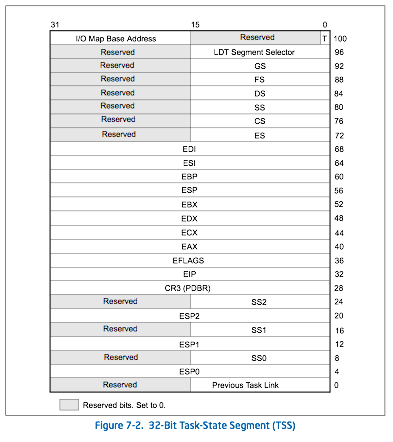 31 15 0
I/O Map Base Address Reserved T 100
Reserved LDT Segment Selector 96
Reserved GS 92
Reserved FS 88
Reserved DS 84
Reserved SS 80
Reserved CS 76
Reserved ES 72
EDI 68
ESI 64
EBP 60
ESP 56
EBX 52
EDX 48
ECX 44
EAX 40
EFLAGS 36
EIP 32
CR3 (PDBR) 28
Reserved SS2 24
ESP2 20
Reserved SS1 16
ESP1 12
Reserved SS0 8
ESP0 4
Reserved Previous Task Link 0
Reserved bits. Set to 0.
Figure 7-2. 32-Bit Task-State Segment (TSS)